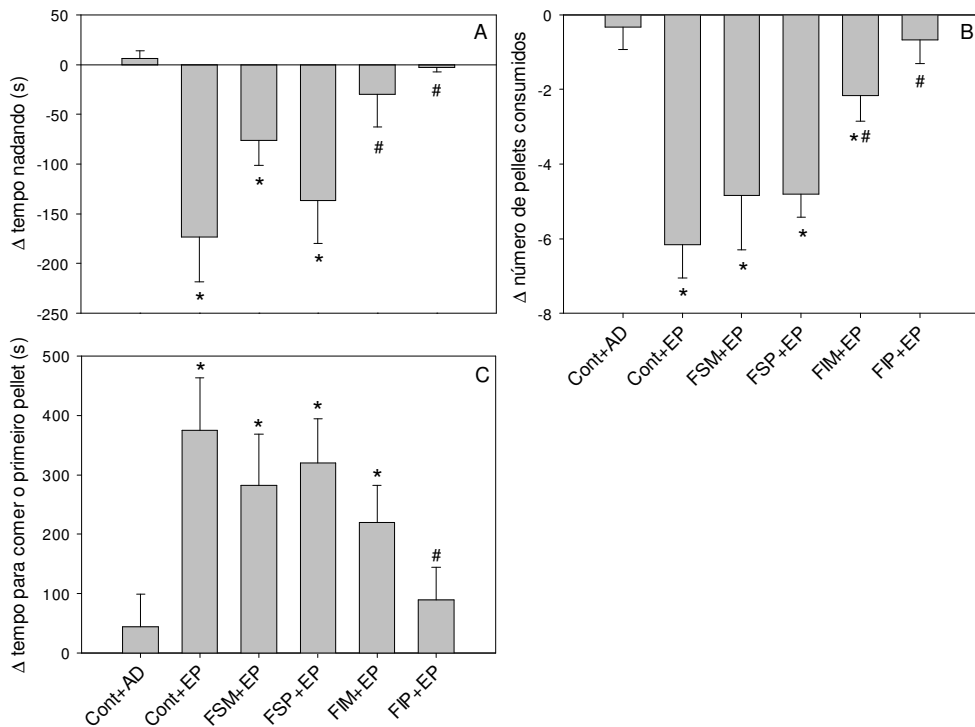 A
Δ tempo nadando (s)
50
0
-50
-100
-150
-200
-250
*
*
*
#
#
B
Δ número de pellets consumidos
0
-2
-4
-6
-8
*
*
*
*#
#
Cont+AD
Cont+EP
FSM+EP
FSP+EP
FIM+EP
FIP+EP
C
Δ tempo para comer o primeiro pellet (s)
500
400
300
200
100
0
*
*
*
*
#
Cont+AD
Cont+EP
FSM+EP
FSP+EP
FIM+EP
FIP+EP